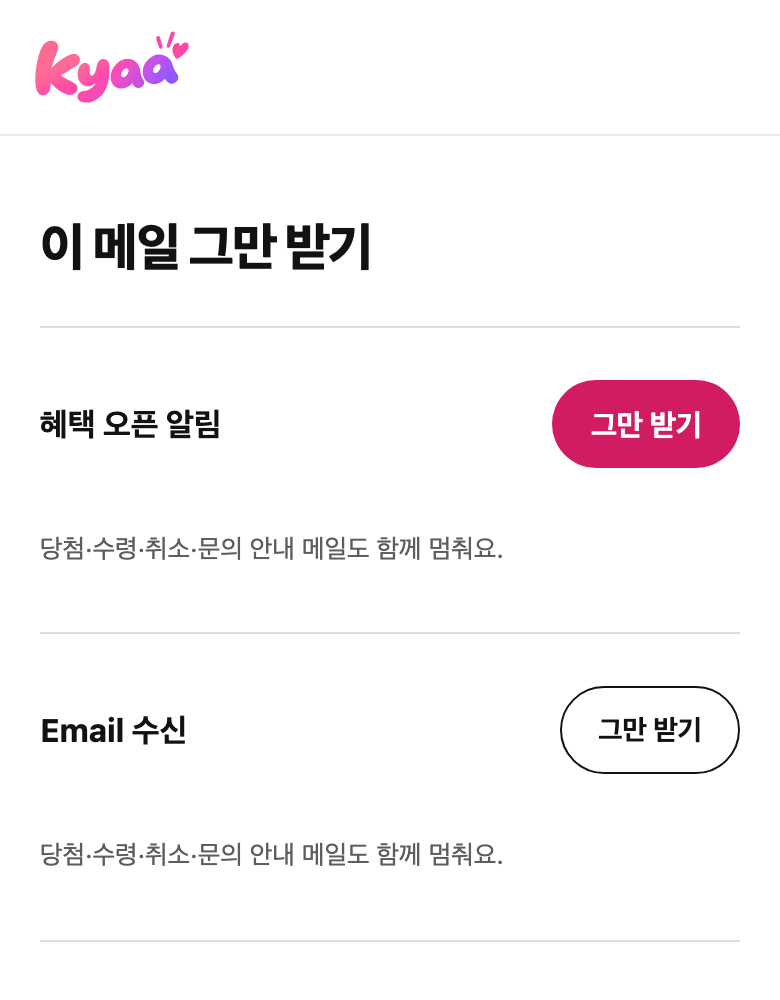 kyaa
이 메일 그만 받기
혜택 오픈 알림
그만 받기
당첨·수령·취소·문의 안내 메일도 함께 멈춰요.
Email 수신
그만 받기
당첨·수령·취소·문의 안내 메일도 함께 멈춰요.